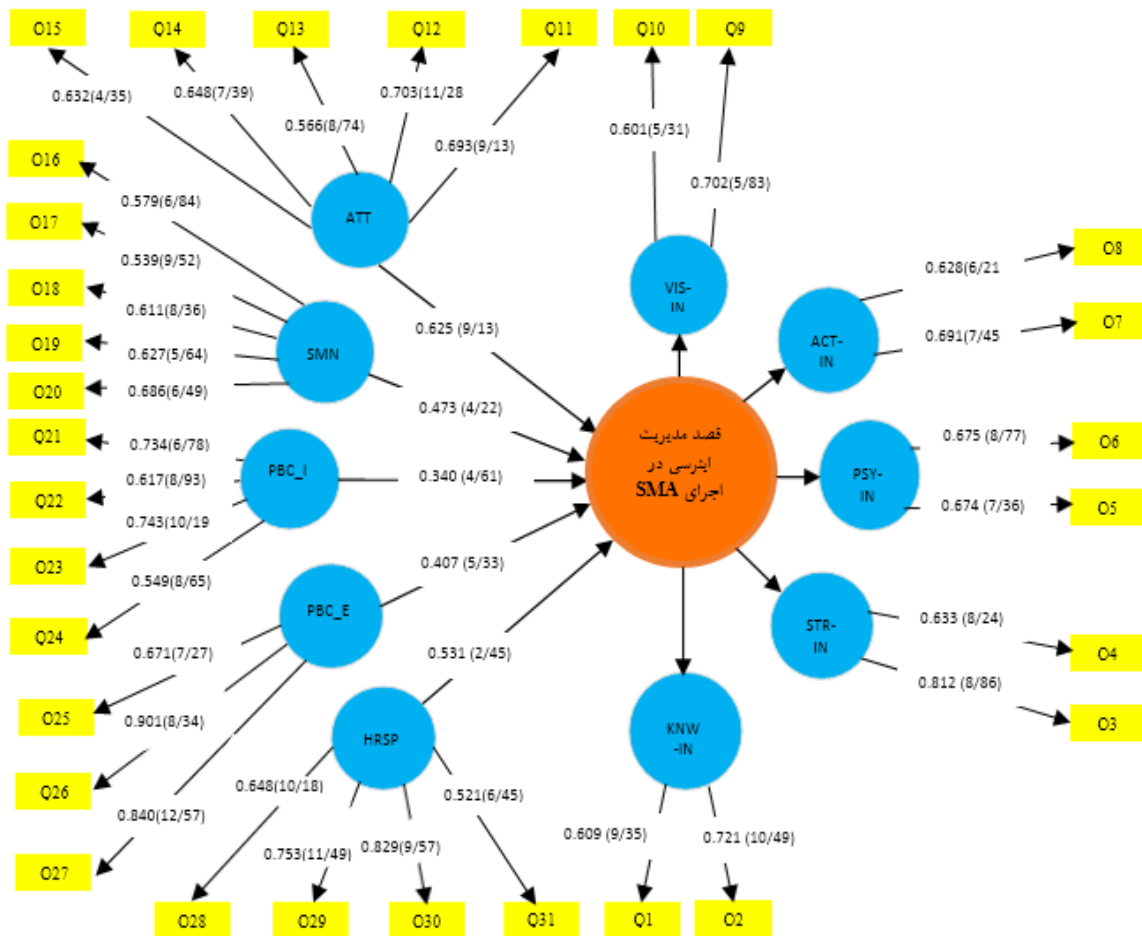 O15
Q14
Q13
Q12
Q11
Q10
Q9
0.632(4/35)
0.648(7/39)
0.566(8/74)
0.703(11/28
0.693(9/13)
0.601(5/31)
0.702(5/83)
O16
O17
O18
O19
O20
Q21
Q22
O23
Q24
O25
Q26
O27
0.579(6/84)
0.539(9/52)
0.611(8/36)
0.627(5/64)
0.686(6/49)
0.734(6/78)
0.617(8/93)
0.743(10/19
0.549(8/65)
0.671(7/27)
0.901(8/34)
0.840(12/57)
ATT
SMN
PBC_I
PBC_E
HRSP
0.625 (9/13)
0.473 (4/22)
0.340 (4/61)
0.407 (5/33)
0.531 (2/45)
قصد مدیریت
اینرسی در
اجرای SMA
VIS-
IN
ACT-
IN
PSY-
IN
STR-
IN
KNW
-IN
0.628(6/21
0.691(7/45
0.675 (8/77)
0.674 (7/36)
0.633 (8/24)
0.812 (8/86)
O8
O7
O6
O5
O4
O3
0.648(10/18)
0.753(11/49)
0.829(9/57)
0.521(6/45)
0.609 (9/35)
0.721 (10/49)
O28
O29
O30
Q31
Q1
O2